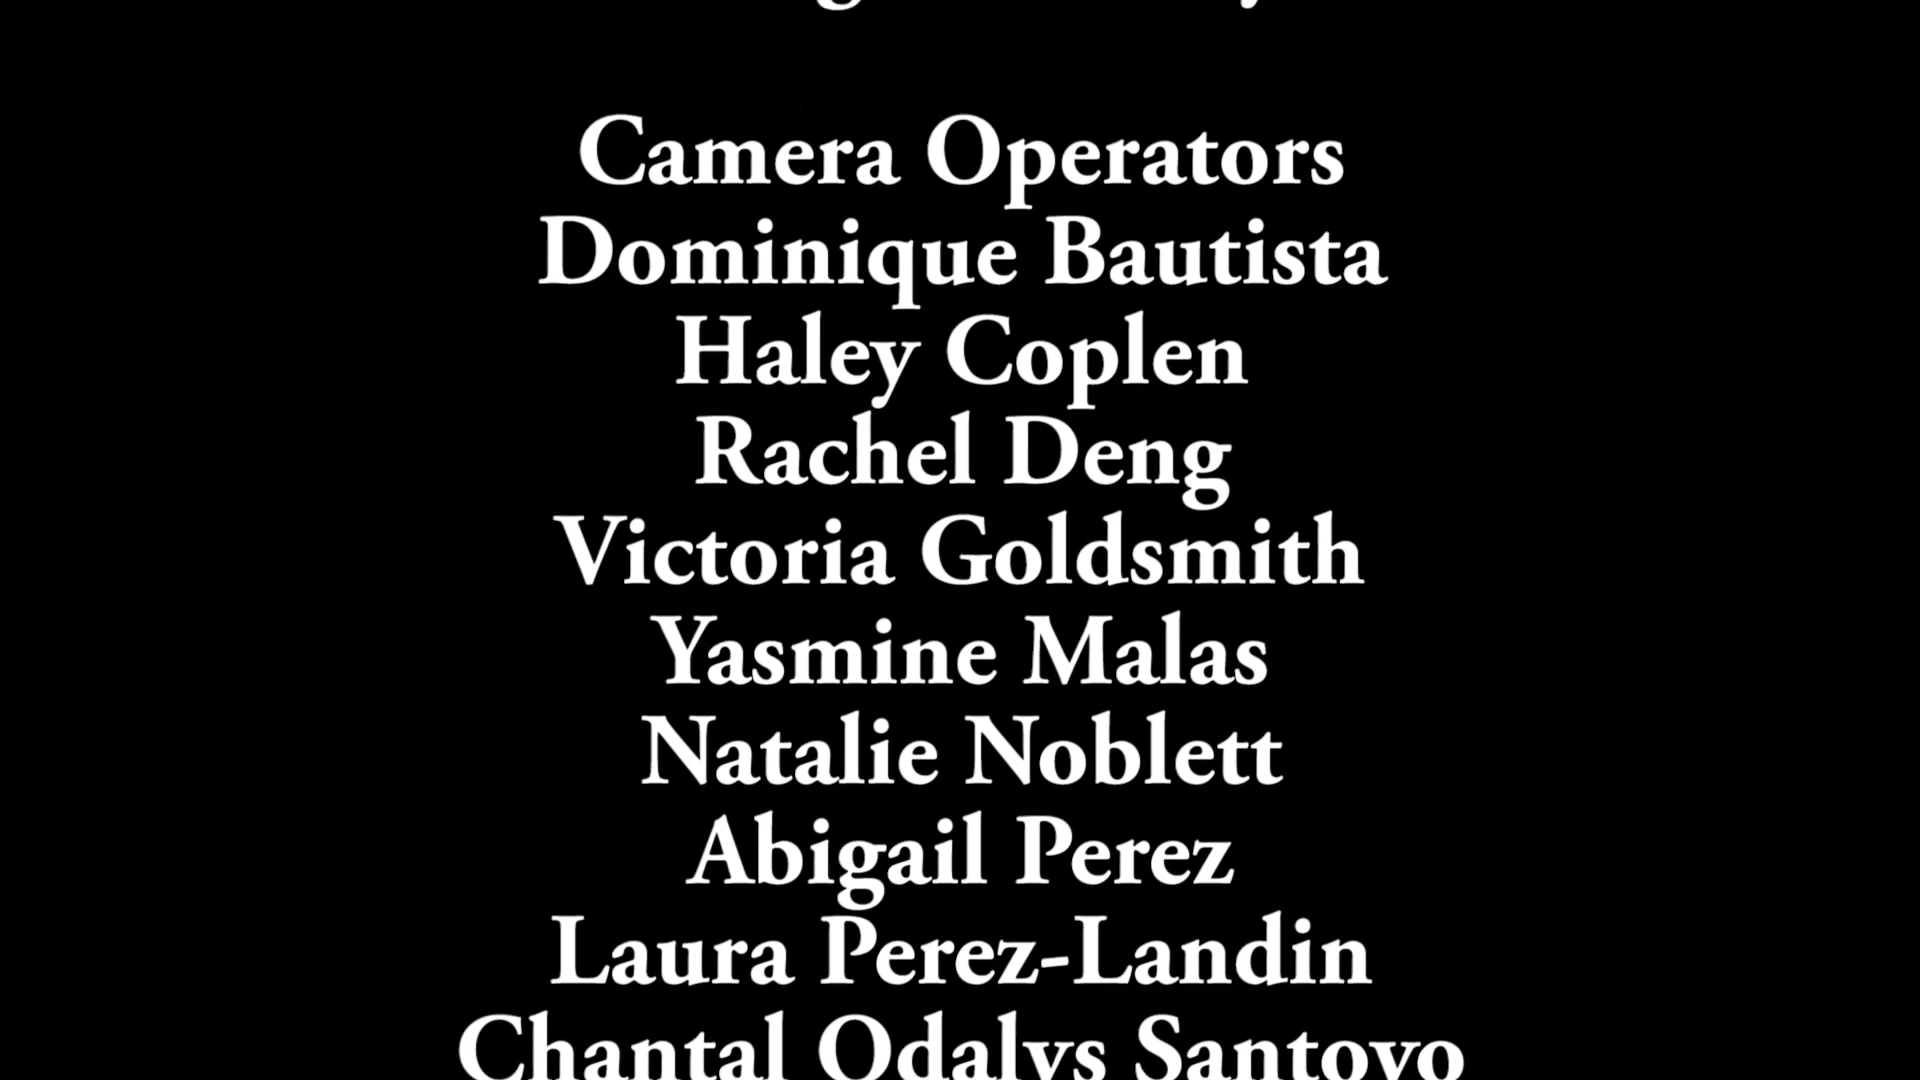 Camera Operators
Dominique Bautista
Haley Coplen
Rachel Deng
Victoria Goldsmith
Yasmine Malas
Natalie Noblett
Abigail Perez
Laura Perez-Landin
Chantal Odalys Santoyo